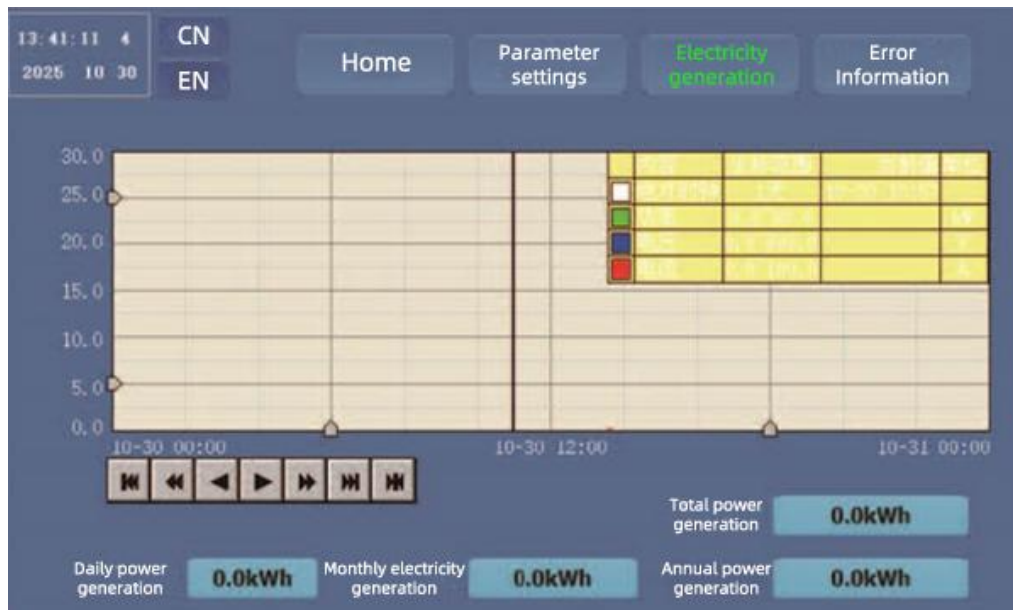 13:41:11 4
2025 10 30
CN
EN
Home
Parameter
settings
Electricity
generation
Error
Information
30.0
25.0
20.0
15.0
10.0
5.0
0.0
10-30 00:00
10-30 12:00
10-31 00:00
Total power
generation
0.0kWh
Daily power
generation
0.0kWh
Monthly electricity
generation
0.0kWh
Annual power
generation
0.0kWh